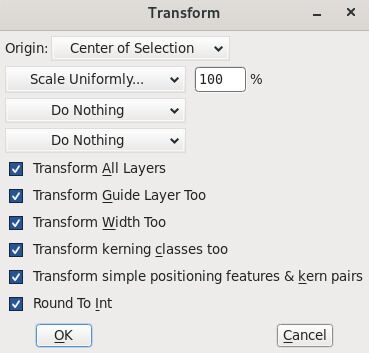 Transform
Origin: Center of Selection
Scale Uniformly... 100 %
Do Nothing
Do Nothing
Transform All Layers
Transform Guide Layer Too
Transform Width Too
Transform kerning classes too
Transform simple positioning features & kern pairs
Round To Int
OK Cancel